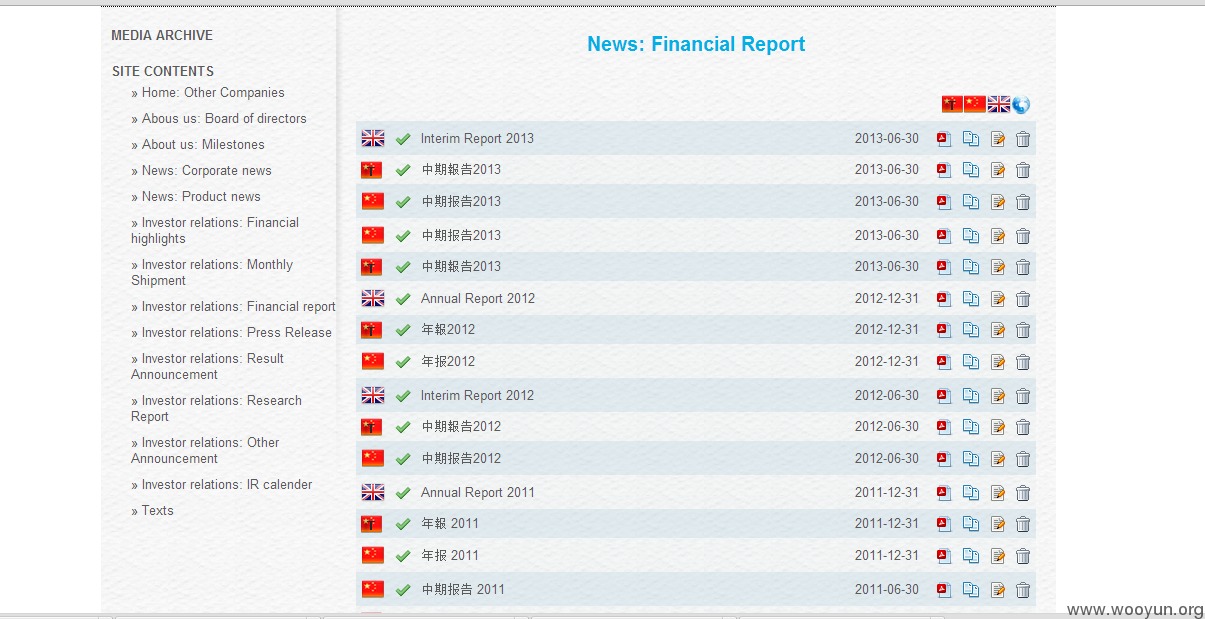 MEDIA ARCHIVE
SITE CONTENTS
» Home: Other Companies
» Abous us: Board of directors
» About us: Milestones
» News: Corporate news
» News: Product news
» Investor relations: Financial
highlights
» Investor relations: Monthly
Shipment
» Investor relations: Financial report
» Investor relations: Press Release
» Investor relations: Result
Announcement
» Investor relations: Research
Report
» Investor relations: Other
Announcement
» Investor relations: IR calender
» Texts
News: Financial Report
Interim Report 2013 2013-06-30
中期報告2013 2013-06-30
中期报告2013 2013-06-30
中期报告2013 2013-06-30
中期報告2013 2013-06-30
Annual Report 2012 2012-12-31
年報2012 2012-12-31
年报2012 2012-12-31
Interim Report 2012 2012-06-30
中期報告2012 2012-06-30
中期报告2012 2012-06-30
Annual Report 2011 2011-12-31
年報 2011 2011-12-31
年报 2011 2011-12-31
中期报告 2011 2011-06-30
www.wooyun.org